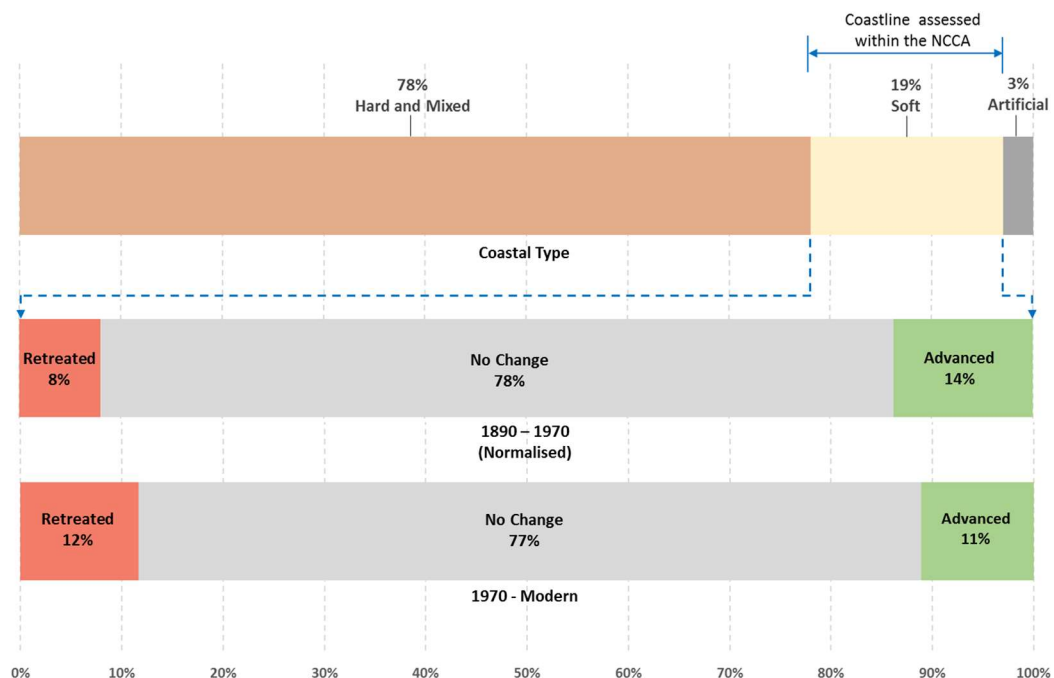 Coastline assessed
within the NCCA
78%
Hard and Mixed
19%
Soft
3%
Artificial
Coastal Type
Retreated
8%
No Change
78%
Advanced
14%
1890 – 1970
(Normalised)
Retreated
12%
No Change
77%
Advanced
11%
1970 - Modern
0% 10% 20% 30% 40% 50% 60% 70% 80% 90% 100%